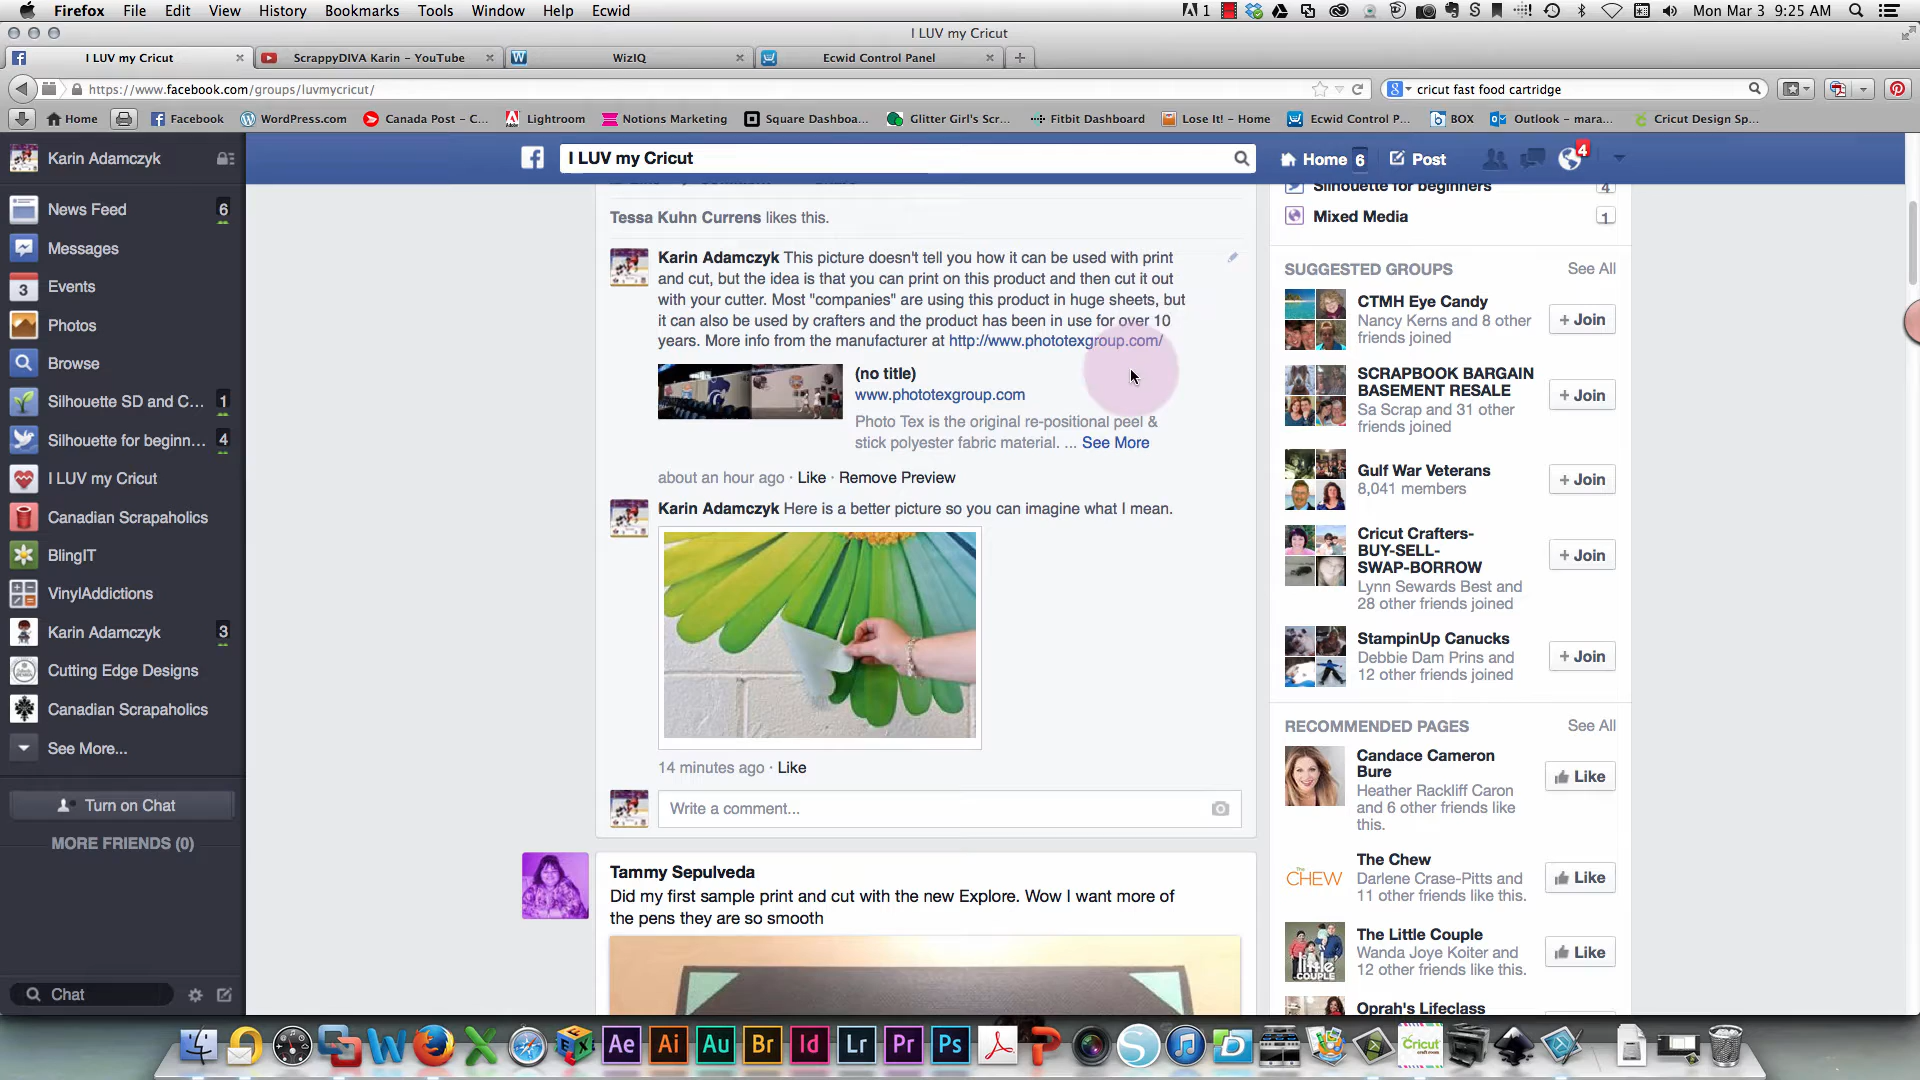 Firefox File Edit View History Bookmarks Tools Window Help Ecwid
1 Mon Mar 3 9:25 AM
I LUV my Cricut
I LUV my Cricut
ScrappyDIVA Karin – YouTube
WizIQ
Ecwid Control Panel
https://www.facebook.com/groups/luvmycricut/
cricut fast food cartridge
Home
Facebook
WordPress.com
Canada Post – C...
Lightroom
Notions Marketing
Square Dashboa...
Glitter Girl's Scr...
Fitbit Dashboard
Lose It! – Home
Ecwid Control P...
BOX
Outlook – mara...
Cricut Design Sp...
Karin Adamczyk
I LUV my Cricut
Home 6
Post
4
News Feed 6
Messages
3 Events
Photos
Browse
Silhouette SD and C... 1
Silhouette for beginn... 4
I LUV my Cricut
Canadian Scrapaholics
BlingIT
VinylAddictions
Karin Adamczyk 3
Cutting Edge Designs
Canadian Scrapaholics
See More...
Turn on Chat
MORE FRIENDS (0)
Chat
Tessa Kuhn Currens likes this.
Karin Adamczyk This picture doesn't tell you how it can be used with print
and cut, but the idea is that you can print on this product and then cut it out
with your cutter. Most "companies" are using this product in huge sheets, but
it can also be used by crafters and the product has been in use for over 10
years. More info from the manufacturer at http://www.phototexgroup.com/
(no title)
www.phototexgroup.com
Photo Tex is the original re-positional peel &
stick polyester fabric material. ... See More
about an hour ago · Like · Remove Preview
Karin Adamczyk Here is a better picture so you can imagine what I mean.
14 minutes ago · Like
Write a comment...
Tammy Sepulveda
Did my first sample print and cut with the new Explore. Wow I want more of
the pens they are so smooth
Silhouette for beginners 4
Mixed Media 1
SUGGESTED GROUPS See All
CTMH Eye Candy
Nancy Kerns and 8 other
friends joined
+ Join
SCRAPBOOK BARGAIN
BASEMENT RESALE
Sa Scrap and 31 other
friends joined
+ Join
Gulf War Veterans
8,041 members
+ Join
Cricut Crafters-
BUY-SELL-
SWAP-BORROW
Lynn Sewards Best and
28 other friends joined
+ Join
StampinUp Canucks
Debbie Dam Prins and
12 other friends joined
+ Join
RECOMMENDED PAGES See All
Candace Cameron
Bure
Heather Rackliff Caron
and 6 other friends like
this.
Like
The Chew
Darlene Crase-Pitts and
11 other friends like this.
CHEW
Like
The Little Couple
Wanda Joye Koiter and
12 other friends like this.
little COUPLE
Like
Oprah's Lifeclass
Ae Ai Au Br Id Lr Pr Ps
Cricut